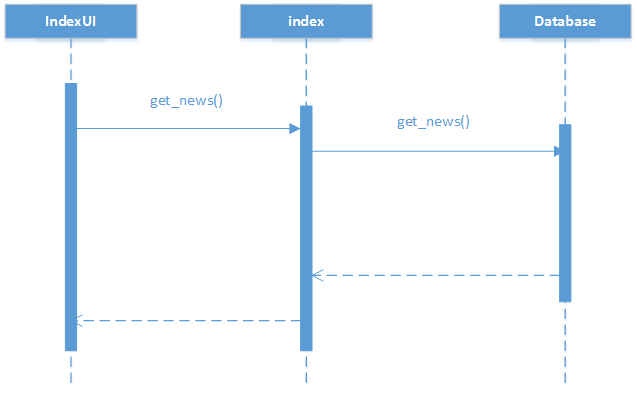 IndexUI
index
Database
get_news()
get_news()